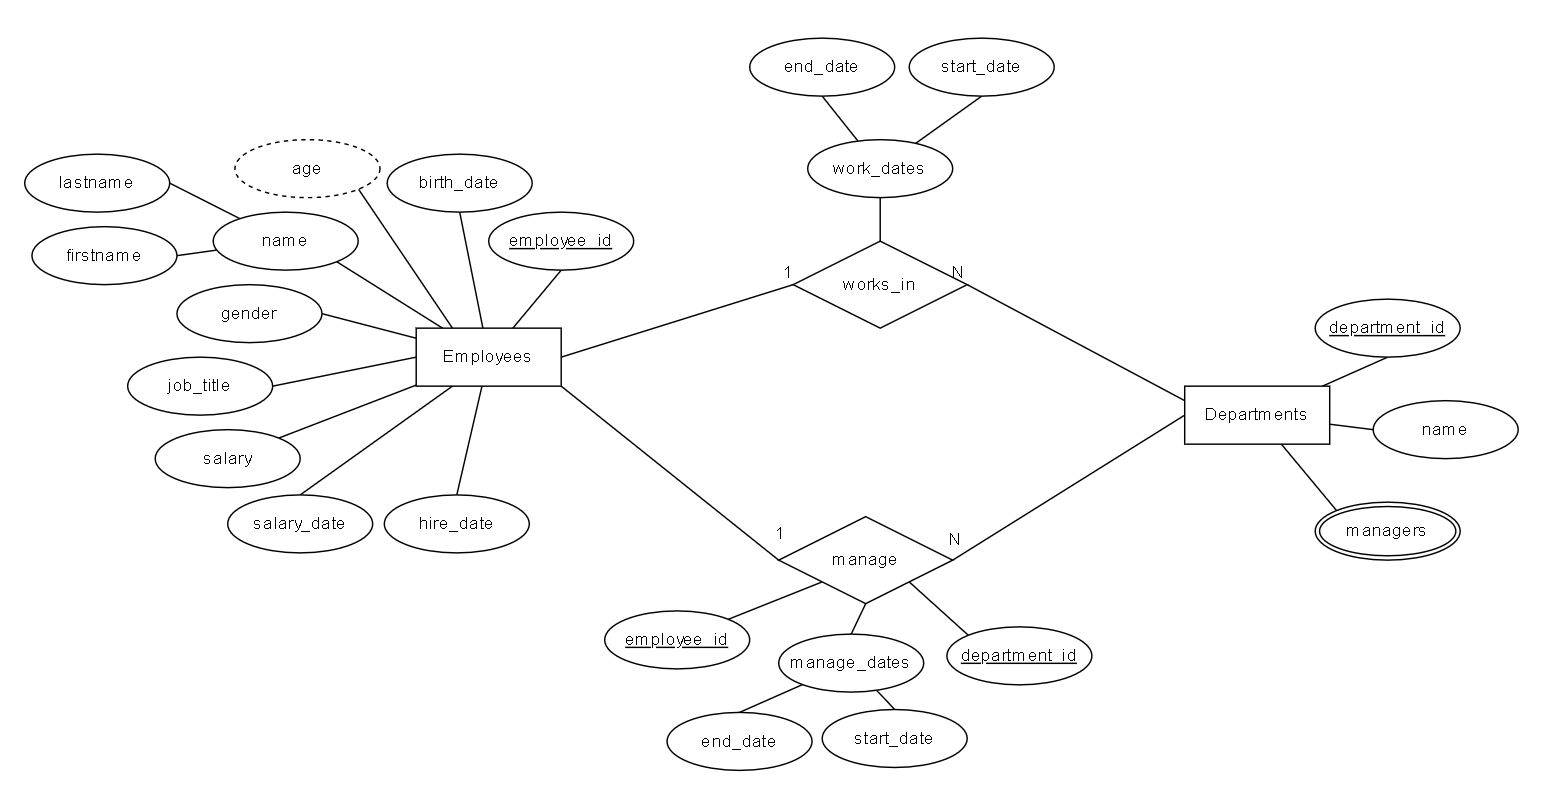 end_date
start_date
work_dates
age
lastname
birth_date
name
employee_id
firstname
1
N
works_in
gender
department_id
Employees
job_title
Departments
name
salary
salary_date
hire_date
managers
1
N
manage
employee_id
department_id
manage_dates
end_date
start_date